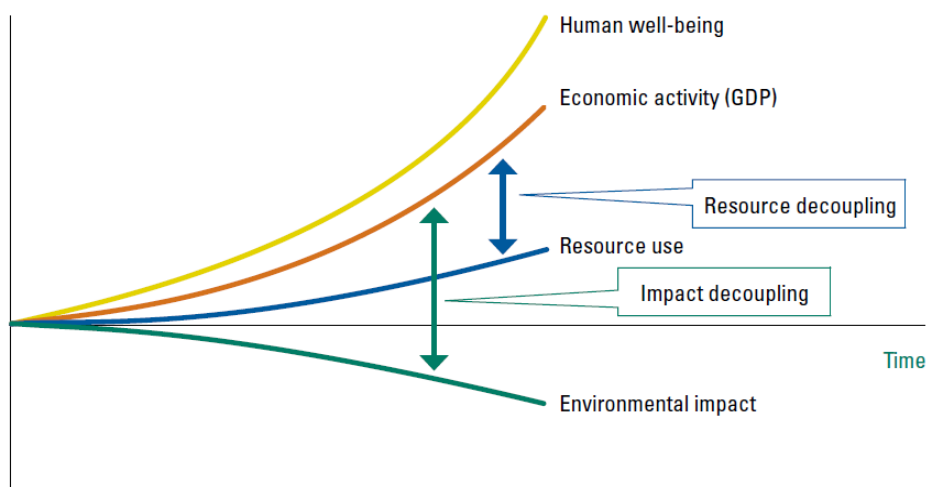 Human well-being
Economic activity (GDP)
Resource decoupling
Resource use
Impact decoupling
Time
Environmental impact